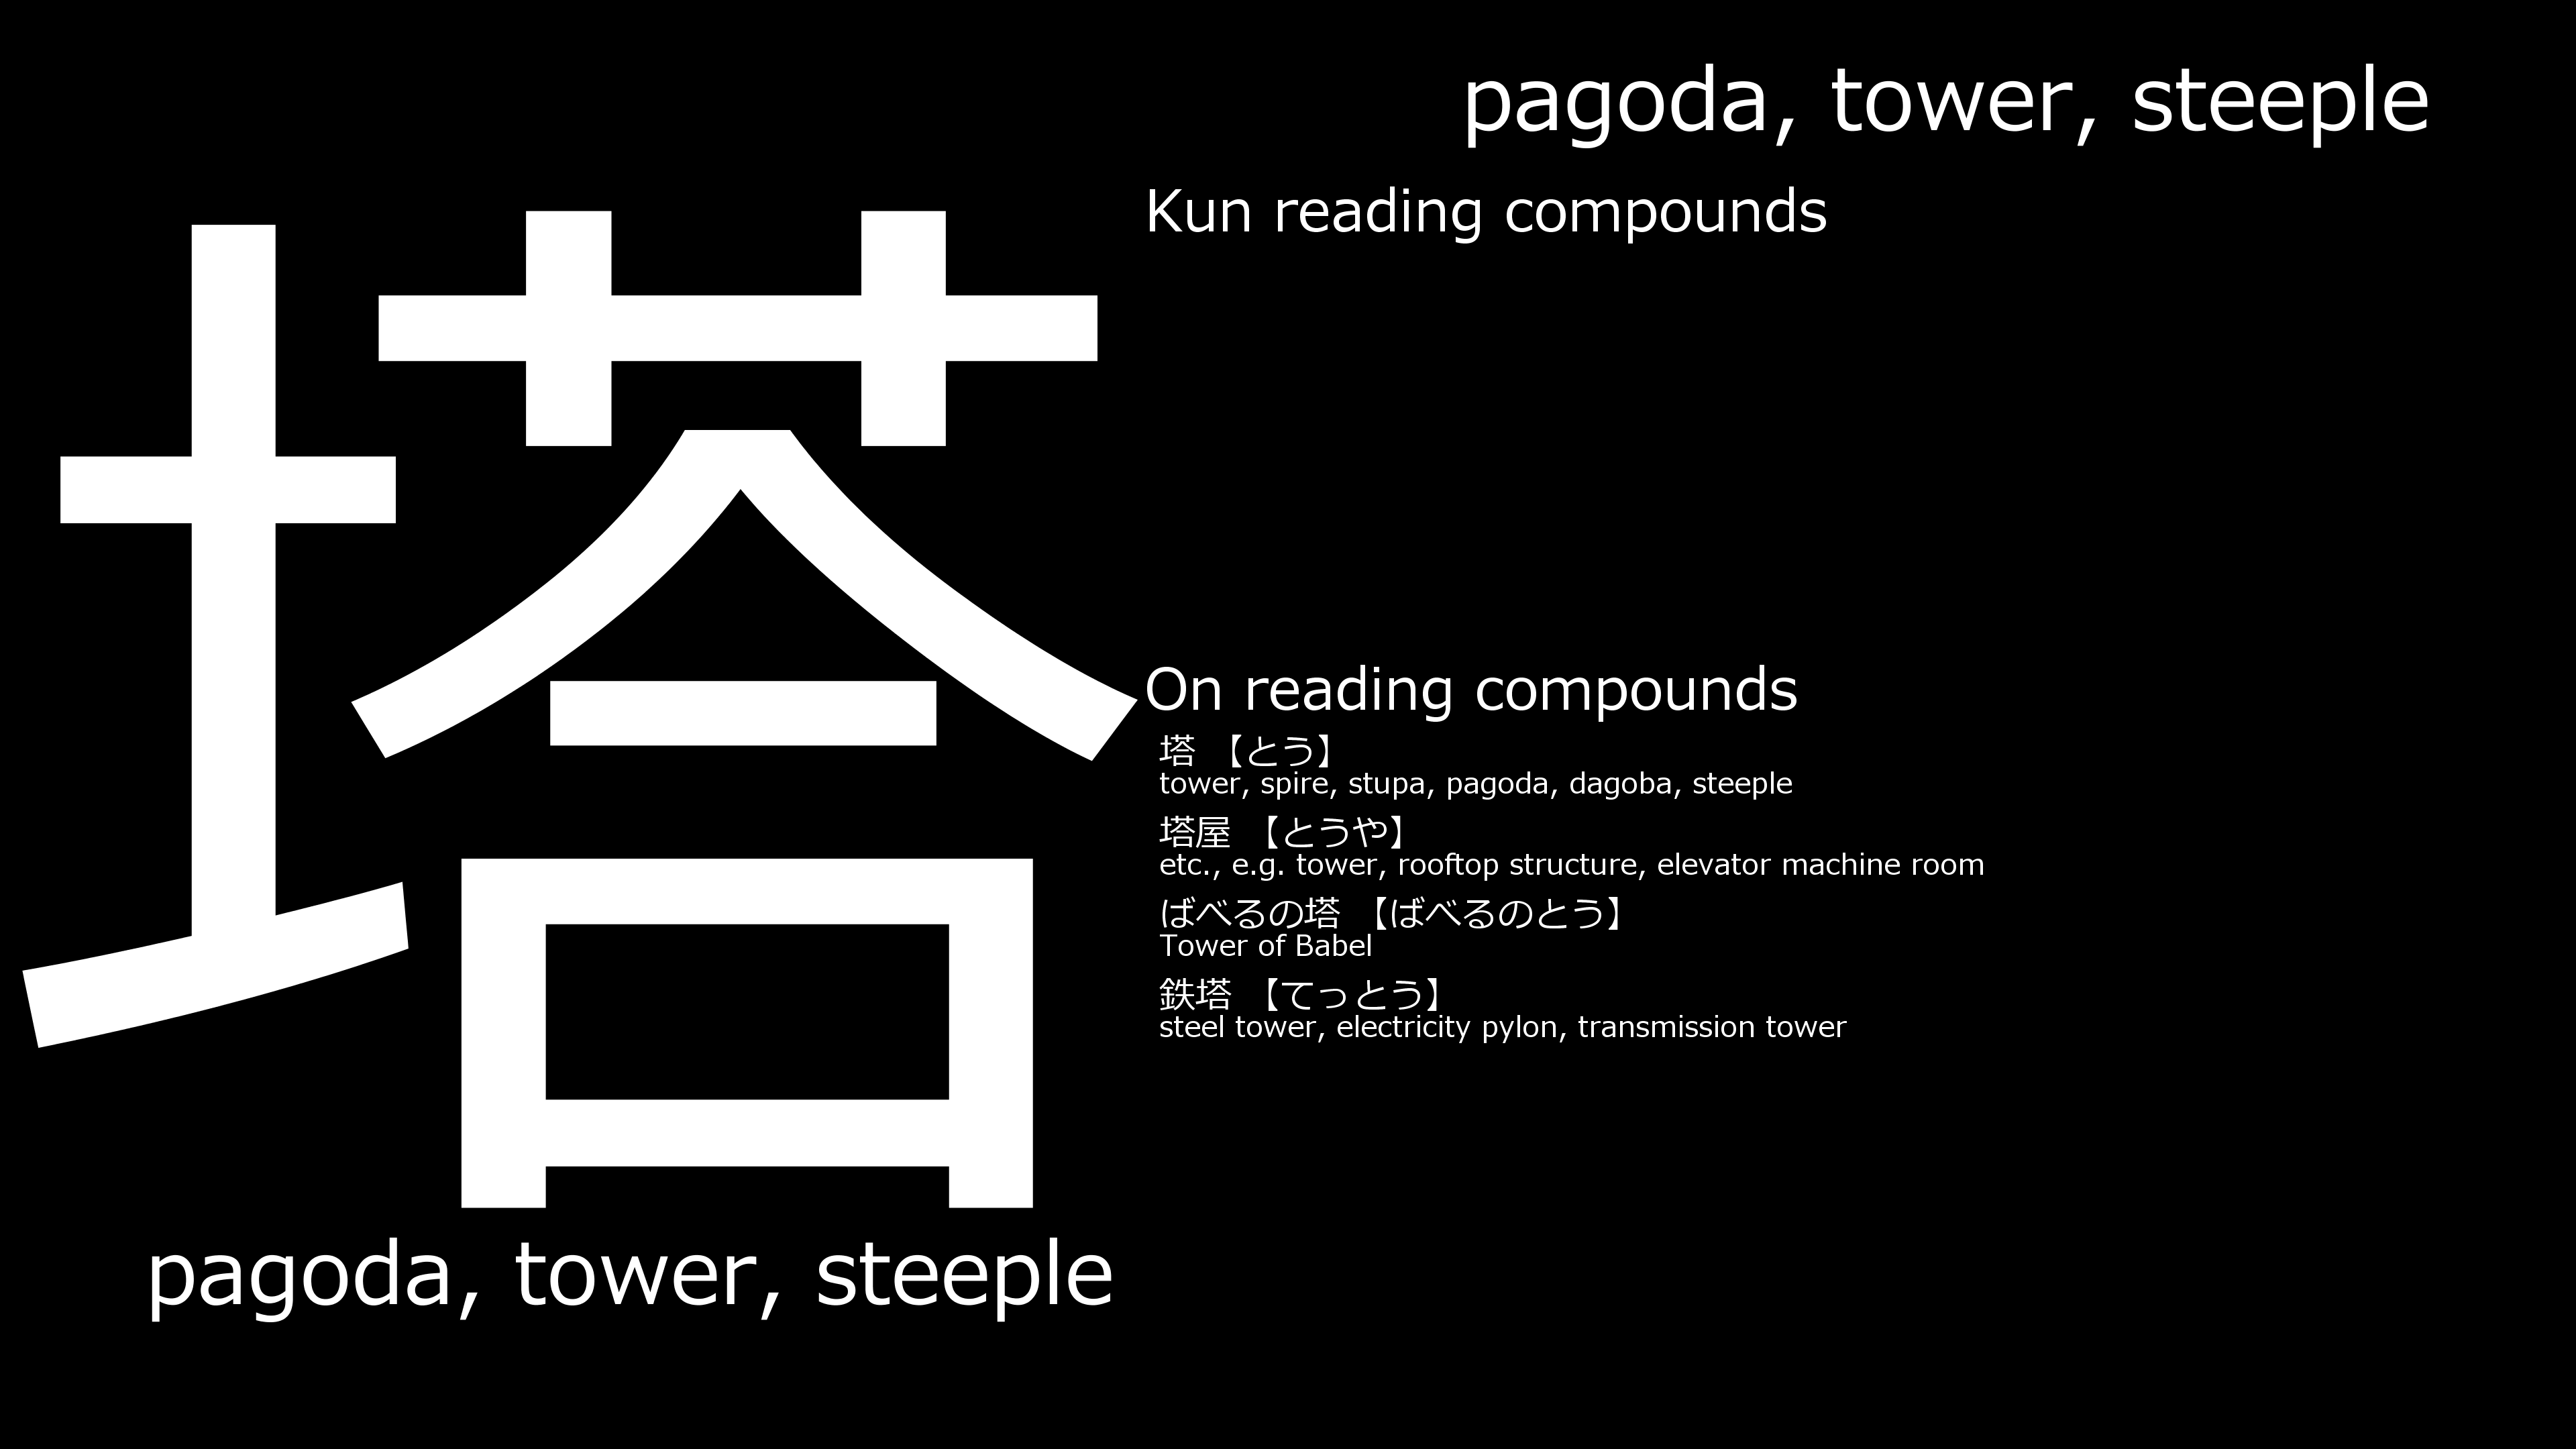 塔
pagoda, tower, steeple
pagoda, tower, steeple
Kun reading compounds
On reading compounds
塔 【とう】
tower, spire, stupa, pagoda, dagoba, steeple
塔屋 【とうや】
etc., e.g. tower, rooftop structure, elevator machine room
ばべるの塔 【ばべるのとう】
Tower of Babel
鉄塔 【てっとう】
steel tower, electricity pylon, transmission tower